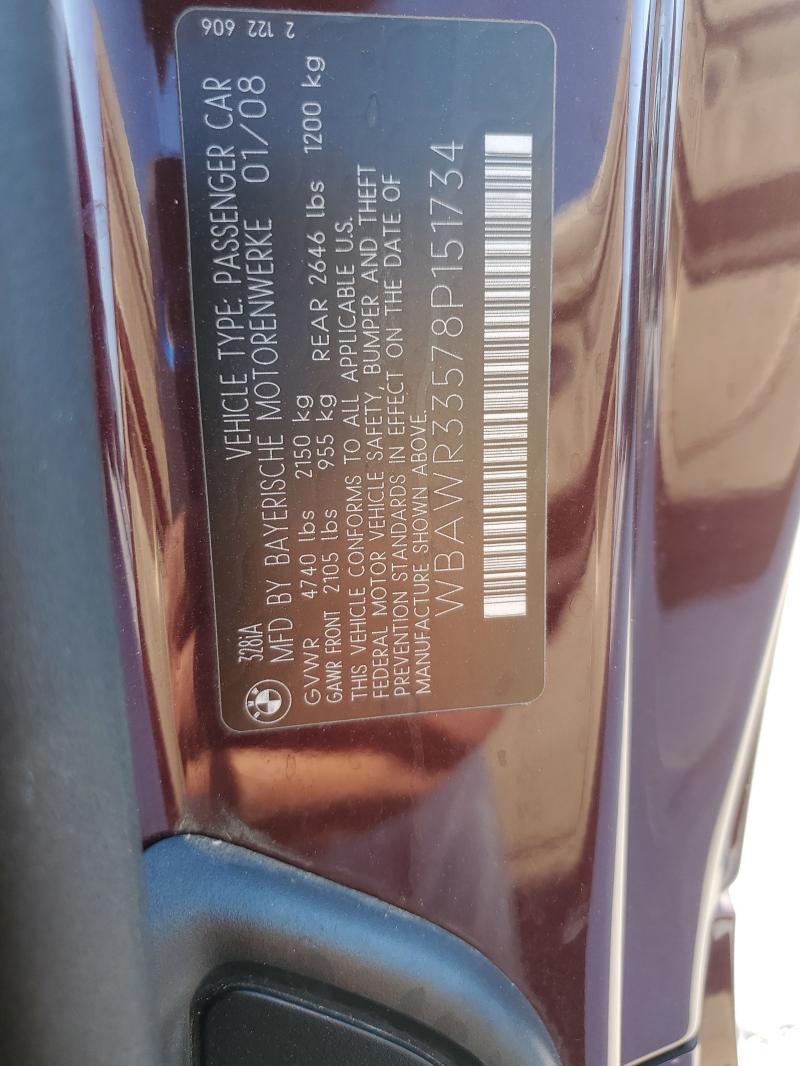 2 122 606
328iA VEHICLE TYPE: PASSENGER CAR
MFD BY BAYERISCHE MOTORENWERKE 01/08
GVWR 4740 lbs 2150 kg
GAWR FRONT 2105 lbs 955 kg REAR 2646 lbs 1200 kg
THIS VEHICLE CONFORMS TO ALL APPLICABLE U.S.
FEDERAL MOTOR VEHICLE SAFETY, BUMPER AND THEFT
PREVENTION STANDARDS IN EFFECT ON THE DATE OF
MANUFACTURE SHOWN ABOVE.
WBAWR33578P151734